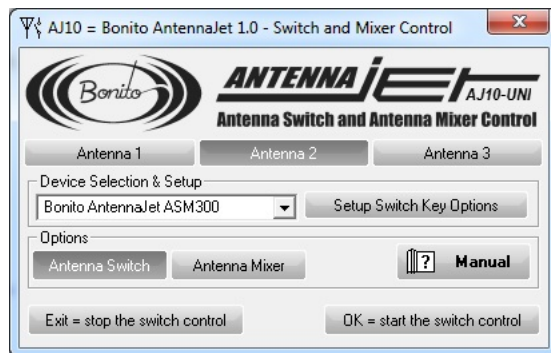 AJ10 = Bonito AntennaJet 1.0 - Switch and Mixer Control
Bonito
ANTENNA jet
AJ10-UNI
Antenna Switch and Antenna Mixer Control
Antenna 1 Antenna 2 Antenna 3
Device Selection & Setup
Bonito AntennaJet ASM300 Setup Switch Key Options
Options
Antenna Switch Antenna Mixer ? Manual
Exit = stop the switch control OK = start the switch control